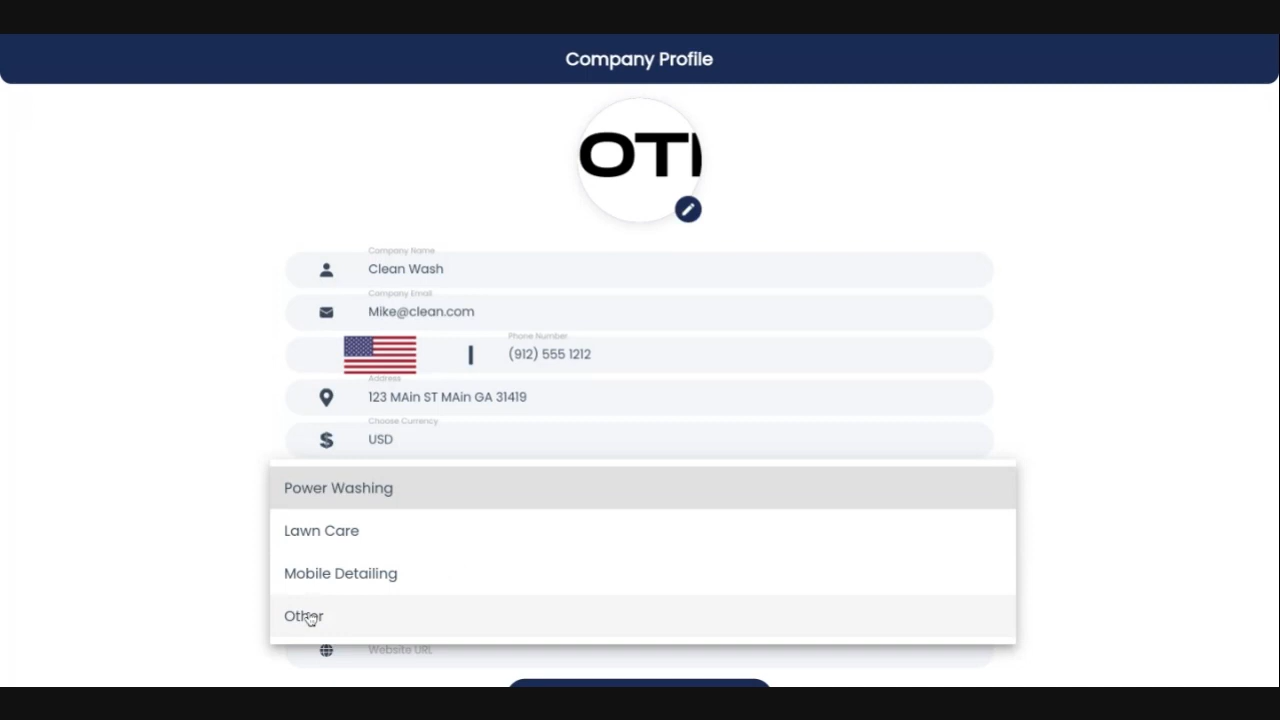 Company Profile
OTI
Company Name
Clean Wash
Company Email
Mike@clean.com
Phone Number
(912) 555 1212
Address
123 MAin ST MAin GA 31419
Choose Currency
USD
Power Washing
Lawn Care
Mobile Detailing
Other
Website URL